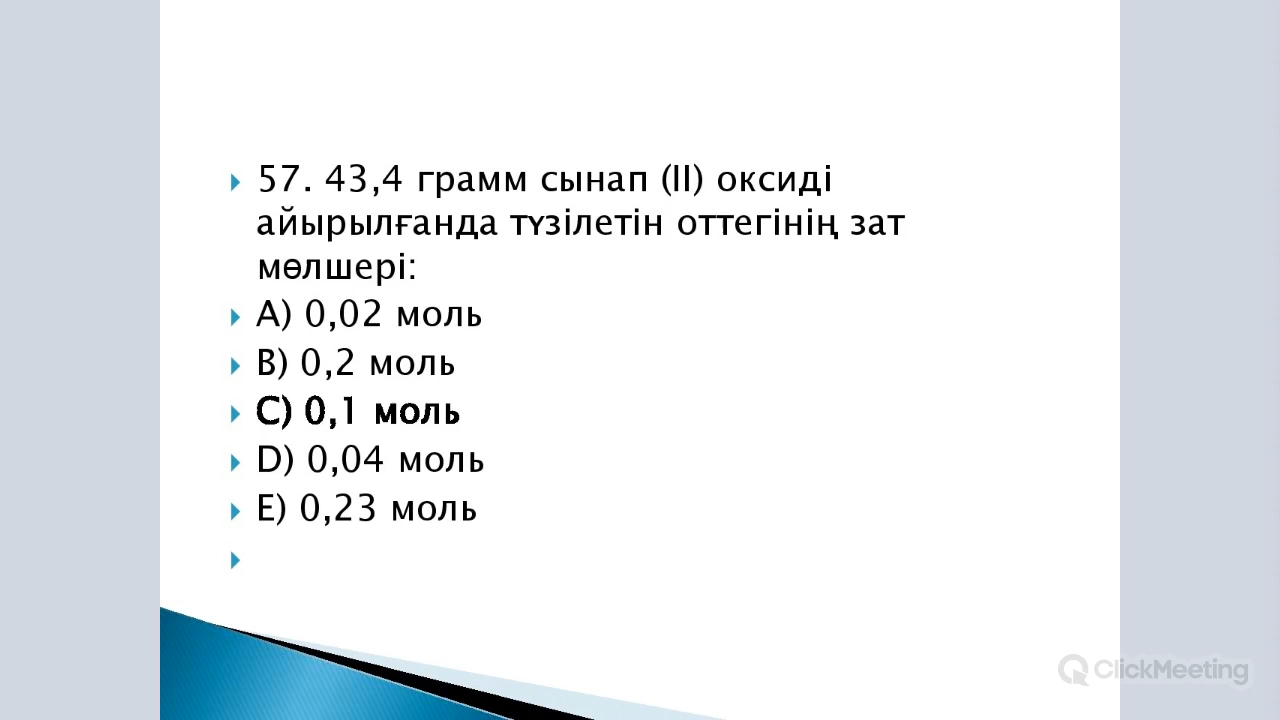 57. 43,4 грамм сынап (II) оксиді
айырылғанда түзілетін оттегінің зат
мөлшері:
A) 0,02 моль
B) 0,2 моль
C) 0,1 моль
D) 0,04 моль
E) 0,23 моль
ClickMeeting